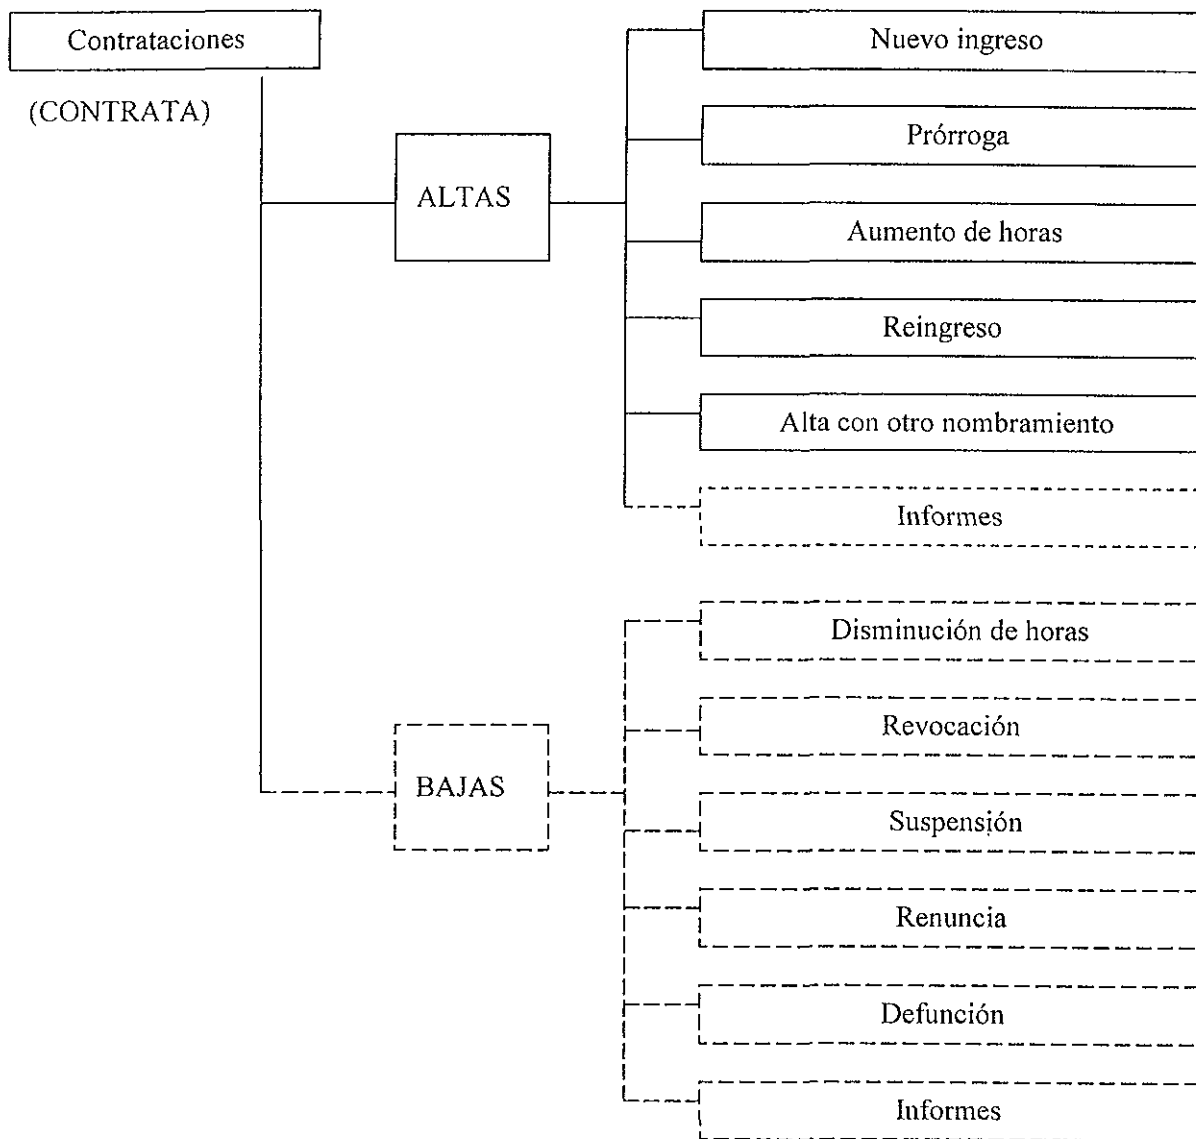 Contrataciones
(CONTRATA)
ALTAS
Nuevo ingreso
Prórroga
Aumento de horas
Reingreso
Alta con otro nombramiento
Informes
BAJAS
Disminución de horas
Revocación
Suspensión
Renuncia
Defunción
Informes